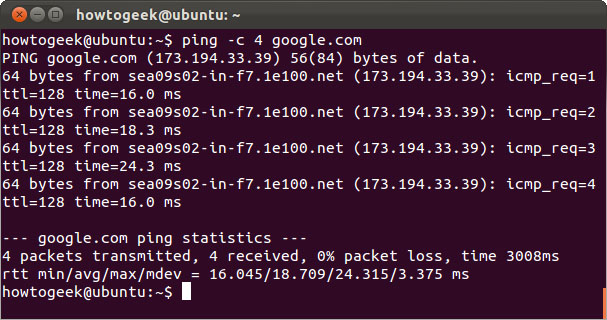 howtogeek@ubuntu: ~
howtogeek@ubuntu:~$ ping -c 4 google.com
PING google.com (173.194.33.39) 56(84) bytes of data.
64 bytes from sea09s02-in-f7.1e100.net (173.194.33.39): icmp_req=1
ttl=128 time=16.0 ms
64 bytes from sea09s02-in-f7.1e100.net (173.194.33.39): icmp_req=2
ttl=128 time=18.3 ms
64 bytes from sea09s02-in-f7.1e100.net (173.194.33.39): icmp_req=3
ttl=128 time=24.3 ms
64 bytes from sea09s02-in-f7.1e100.net (173.194.33.39): icmp_req=4
ttl=128 time=16.0 ms
--- google.com ping statistics ---
4 packets transmitted, 4 received, 0% packet loss, time 3008ms
rtt min/avg/max/mdev = 16.045/18.709/24.315/3.375 ms
howtogeek@ubuntu:~$